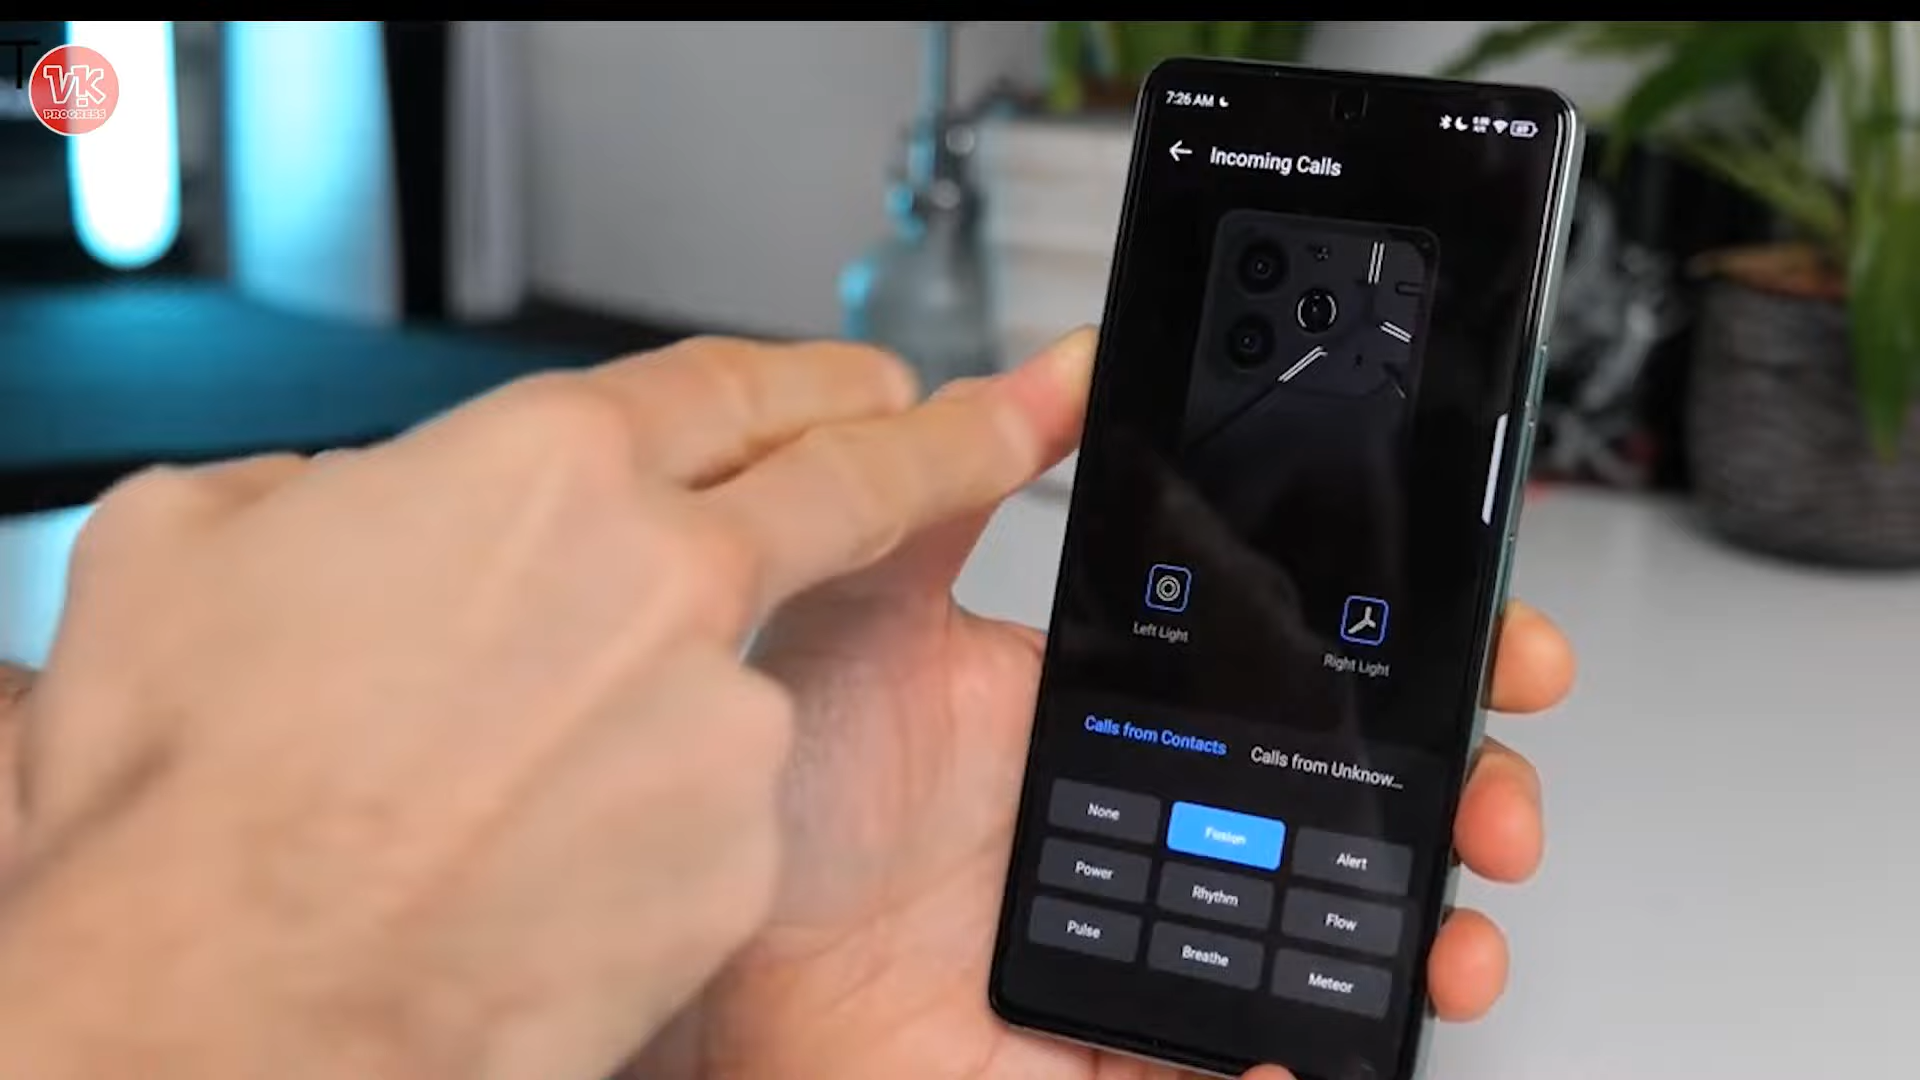 T
VK
PROGRESS
7:26 AM
Incoming Calls
Left Light
Right Light
Calls from Contacts
Calls from Unknow...
None
Fusion
Alert
Power
Rhythm
Flow
Pulse
Breathe
Meteor